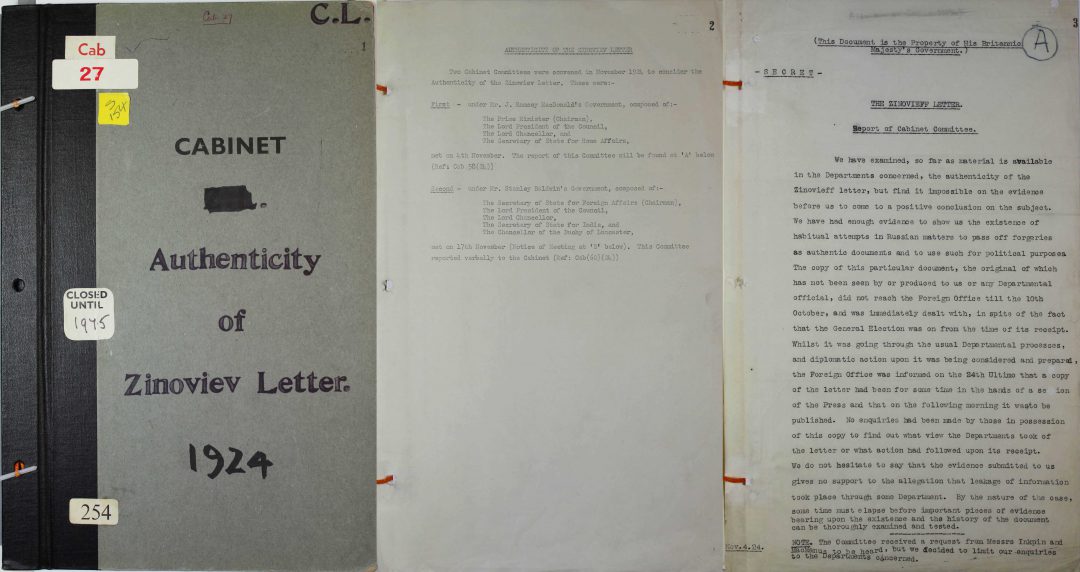 C.L.
Cab 27
1
Cab
27
3/154
CABINET
Authenticity
of
Zinoviev Letter.
CLOSED
UNTIL
1975
1924
254
2
AUTHENTICITY OF THE ZINOVIEV LETTER
Two Cabinet Committees were convened in November 1924 to consider the
Authenticity of the Zinoviev Letter. These were:-
First - under Mr. J. Ramsay MacDonald's Government, composed of:-
The Prime Minister (Chairman),
The Lord President of the Council,
The Lord Chancellor, and
The Secretary of State for Home Affairs,
met on 4th November. The report of this Committee will be found at 'A' below
(Ref: Cab 58(24))
Second - under Mr. Stanley Baldwin's Government, composed of:-
The Secretary of State for Foreign Affairs (Chairman),
The Lord President of the Council,
The Lord Chancellor,
The Secretary of State for India, and
The Chancellor of the Duchy of Lancaster,
met on 17th November (Notice of Meeting at 'B' below). This Committee
reported verbally to the Cabinet (Ref: Cab(60)(24))
3
(This Document is the Property of His Britannic
Majesty's Government.)
A
- S E C R E T -
THE ZINOVIEFF LETTER.
Report of Cabinet Committee.
We have examined, so far as material is available
in the Departments concerned, the authenticity of the
Zinovieff letter, but find it impossible on the evidence
before us to come to a positive conclusion on the subject.
We have had enough evidence to show us the existence of
habitual attempts in Russian matters to pass off forgeries
as authentic documents and to use such for political purposes
The copy of this particular document, the original of which
has not been seen by or produced to us or any Departmental
official, did not reach the Foreign Office till the 10th
October, and was immediately dealt with, in spite of the fact
that the General Election was on from the time of its receipt.
Whilst it was going through the usual Departmental processes,
and diplomatic action upon it was being considered and prepared,
the Foreign Office was informed on the 24th Ultimo that a copy
of the letter had been for some time in the hands of a se ion
of the Press and that on the following morning it was to be
published. No enquiries had been made by those in possession
of this copy to find out what view the Departments took of
the letter or what action had followed upon its receipt.
We do not hesitate to say that the evidence submitted to us
gives no support to the allegation that leakage of information
took place through some Department. By the nature of the case,
some time must elapse before important pieces of evidence
bearing upon the existence and the history of the document
can be thoroughly examined and tested.
NOTE. The Committee received a request from Messrs Inkpin and
MacManus to be heard, but we decided to limit our enquiries
to the Departments concerned.
Nov.4.24.